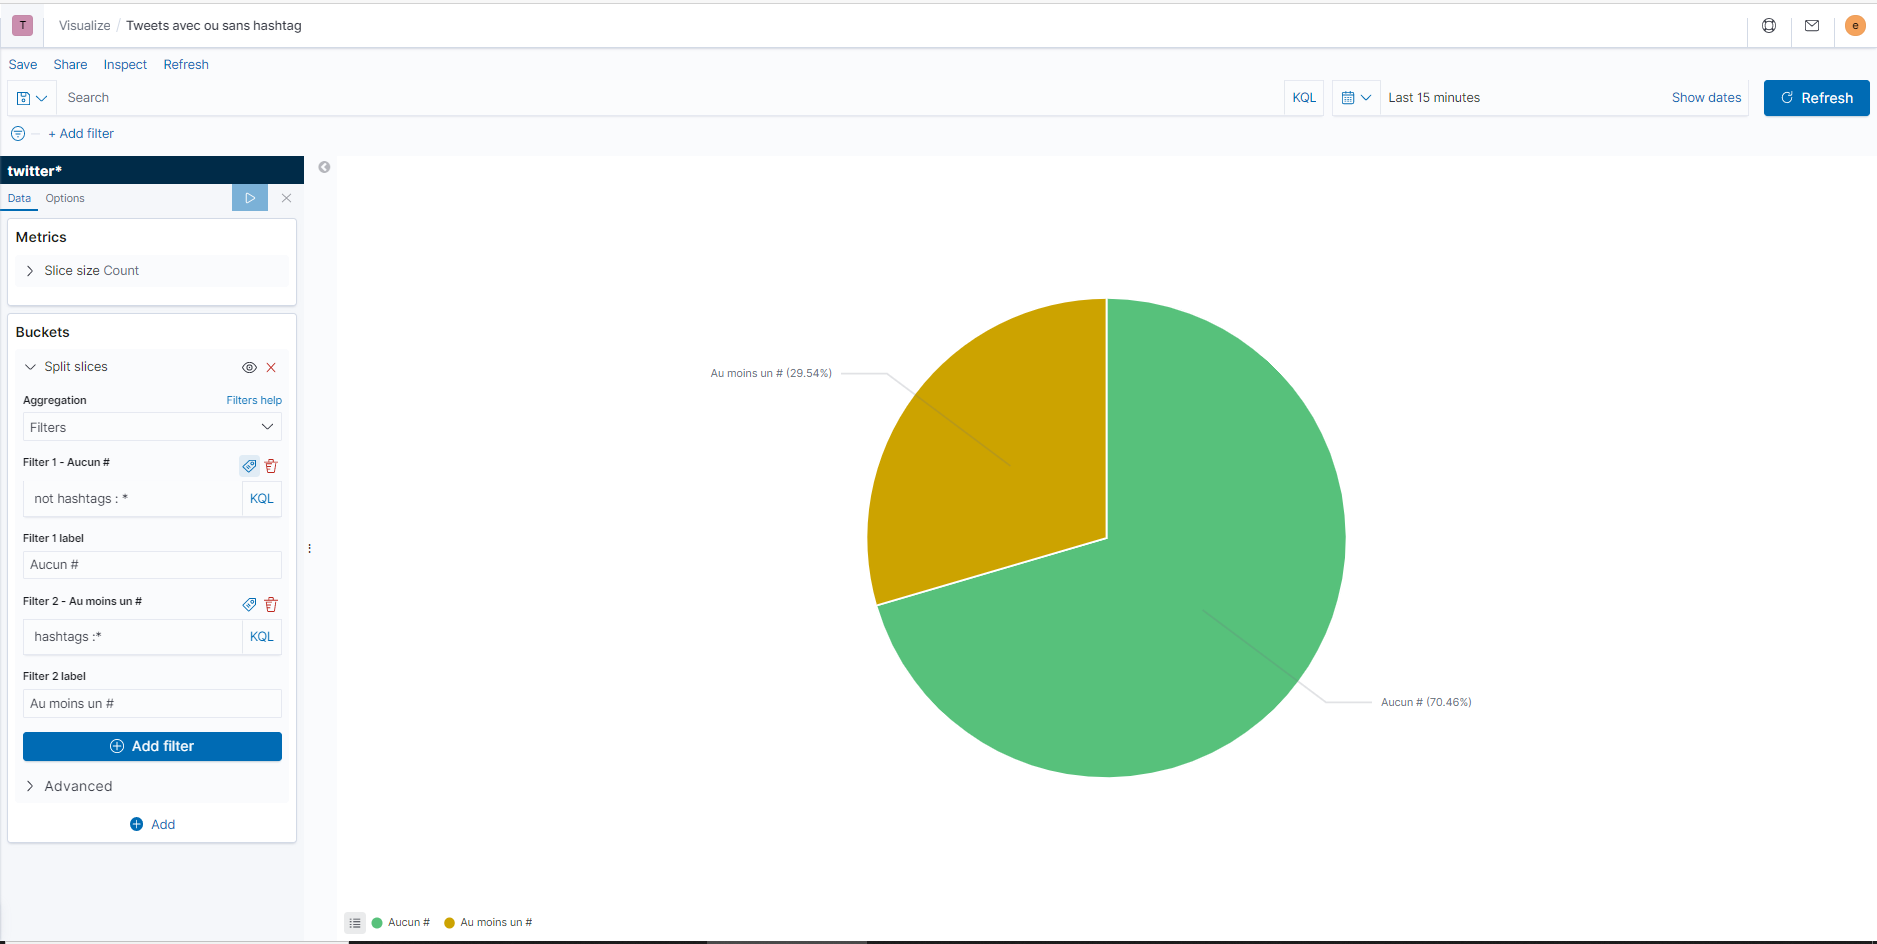 T Visualize / Tweets avec ou sans hashtag e
Save Share Inspect Refresh
Search KQL Last 15 minutes Show dates Refresh
+ Add filter
twitter*
Data Options
Metrics
Slice size Count
Buckets
Split slices
Aggregation Filters help
Filters
Filter 1 - Aucun #
not hashtags : * KQL
Filter 1 label
Aucun #
Filter 2 - Au moins un #
hashtags :* KQL
Filter 2 label
Au moins un #
Add filter
Advanced
Add
Au moins un # (29.54%)
Aucun # (70.46%)
Aucun # Au moins un #